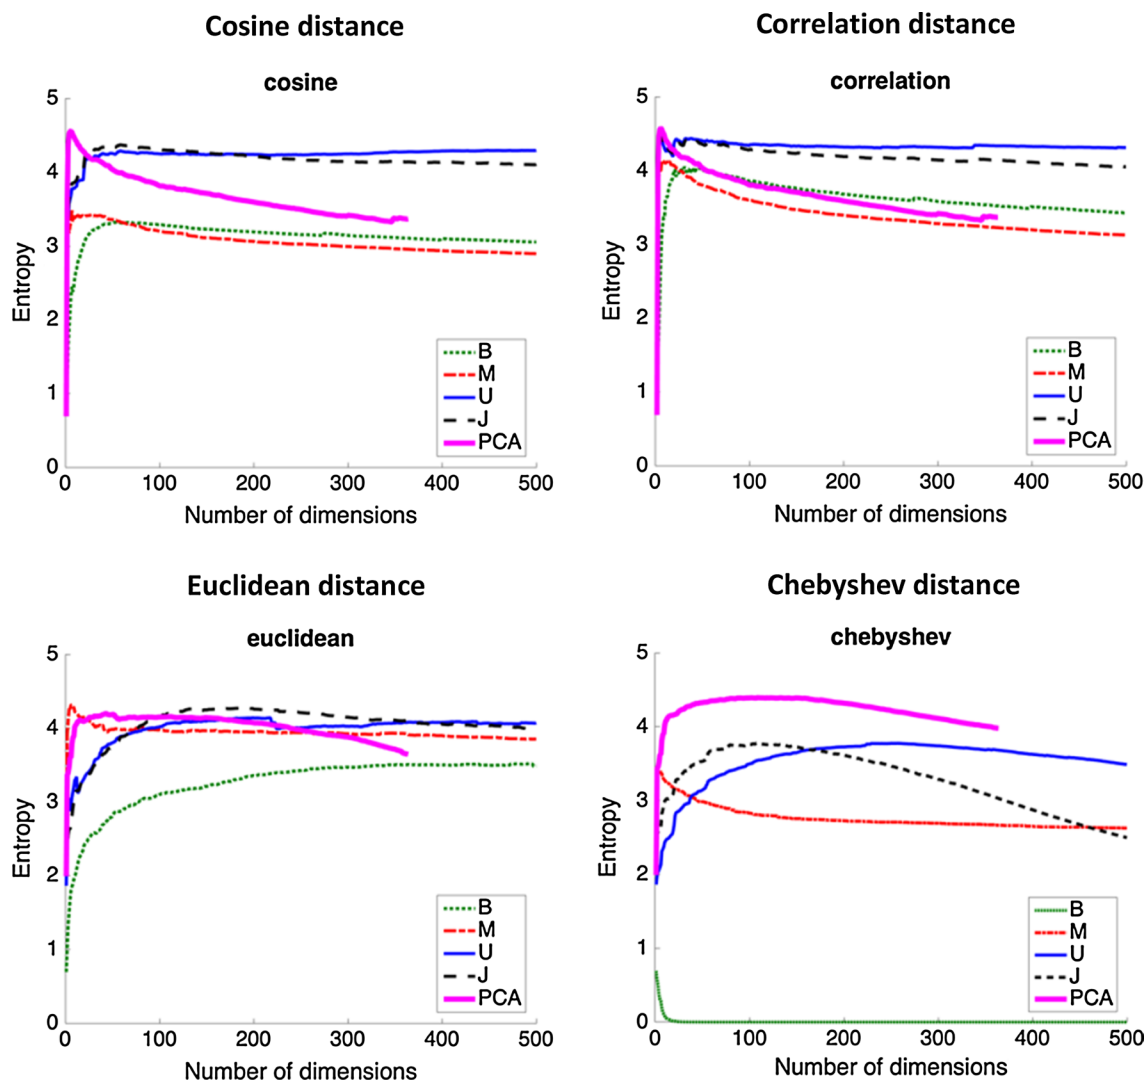 Cosine distance
cosine
5
4
3
2
1
0
Entropy
B
M
U
J
PCA
0 100 200 300 400 500
Number of dimensions
Correlation distance
correlation
5
4
3
2
1
0
Entropy
B
M
U
J
PCA
0 100 200 300 400 500
Number of dimensions
Euclidean distance
euclidean
5
4
3
2
1
0
Entropy
B
M
U
J
PCA
0 100 200 300 400 500
Number of dimensions
Chebyshev distance
chebyshev
5
4
3
2
1
0
Entropy
B
M
U
J
PCA
0 100 200 300 400 500
Number of dimensions